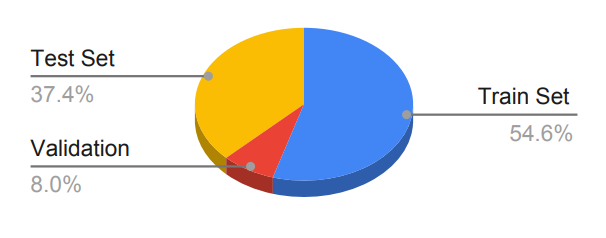 Test Set
37.4%
Train Set
54.6%
Validation
8.0%